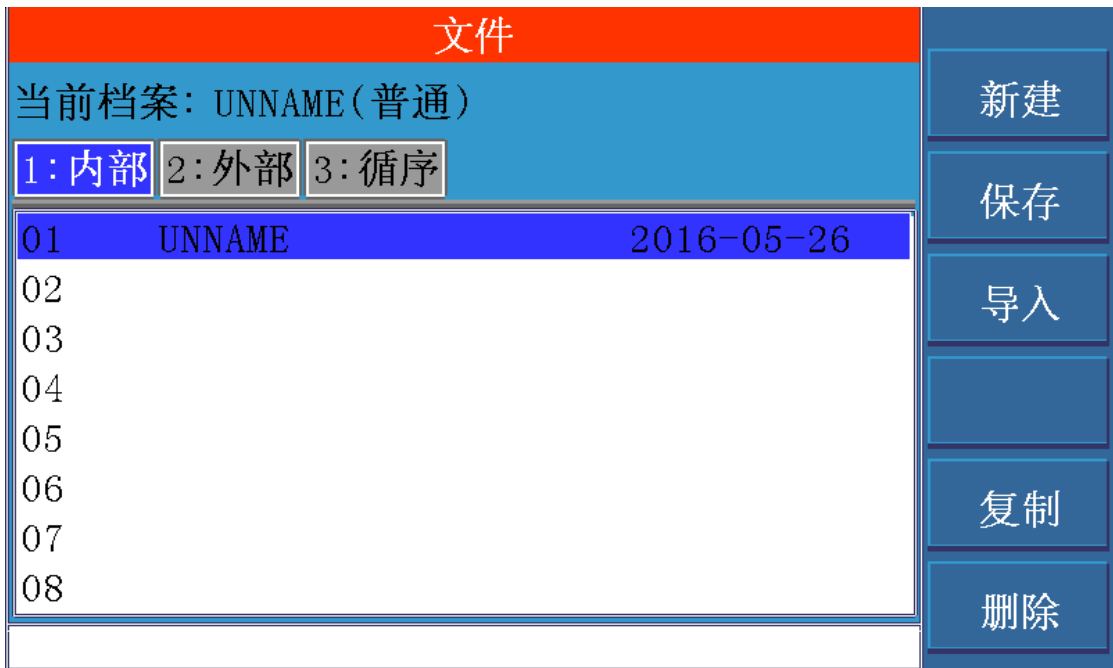 文件
当前档案: UNNAME(普通)
1:内部 2:外部 3:循序
01 UNNAME 2016-05-26
02
03
04
05
06
07
08
新建
保存
导入
复制
删除